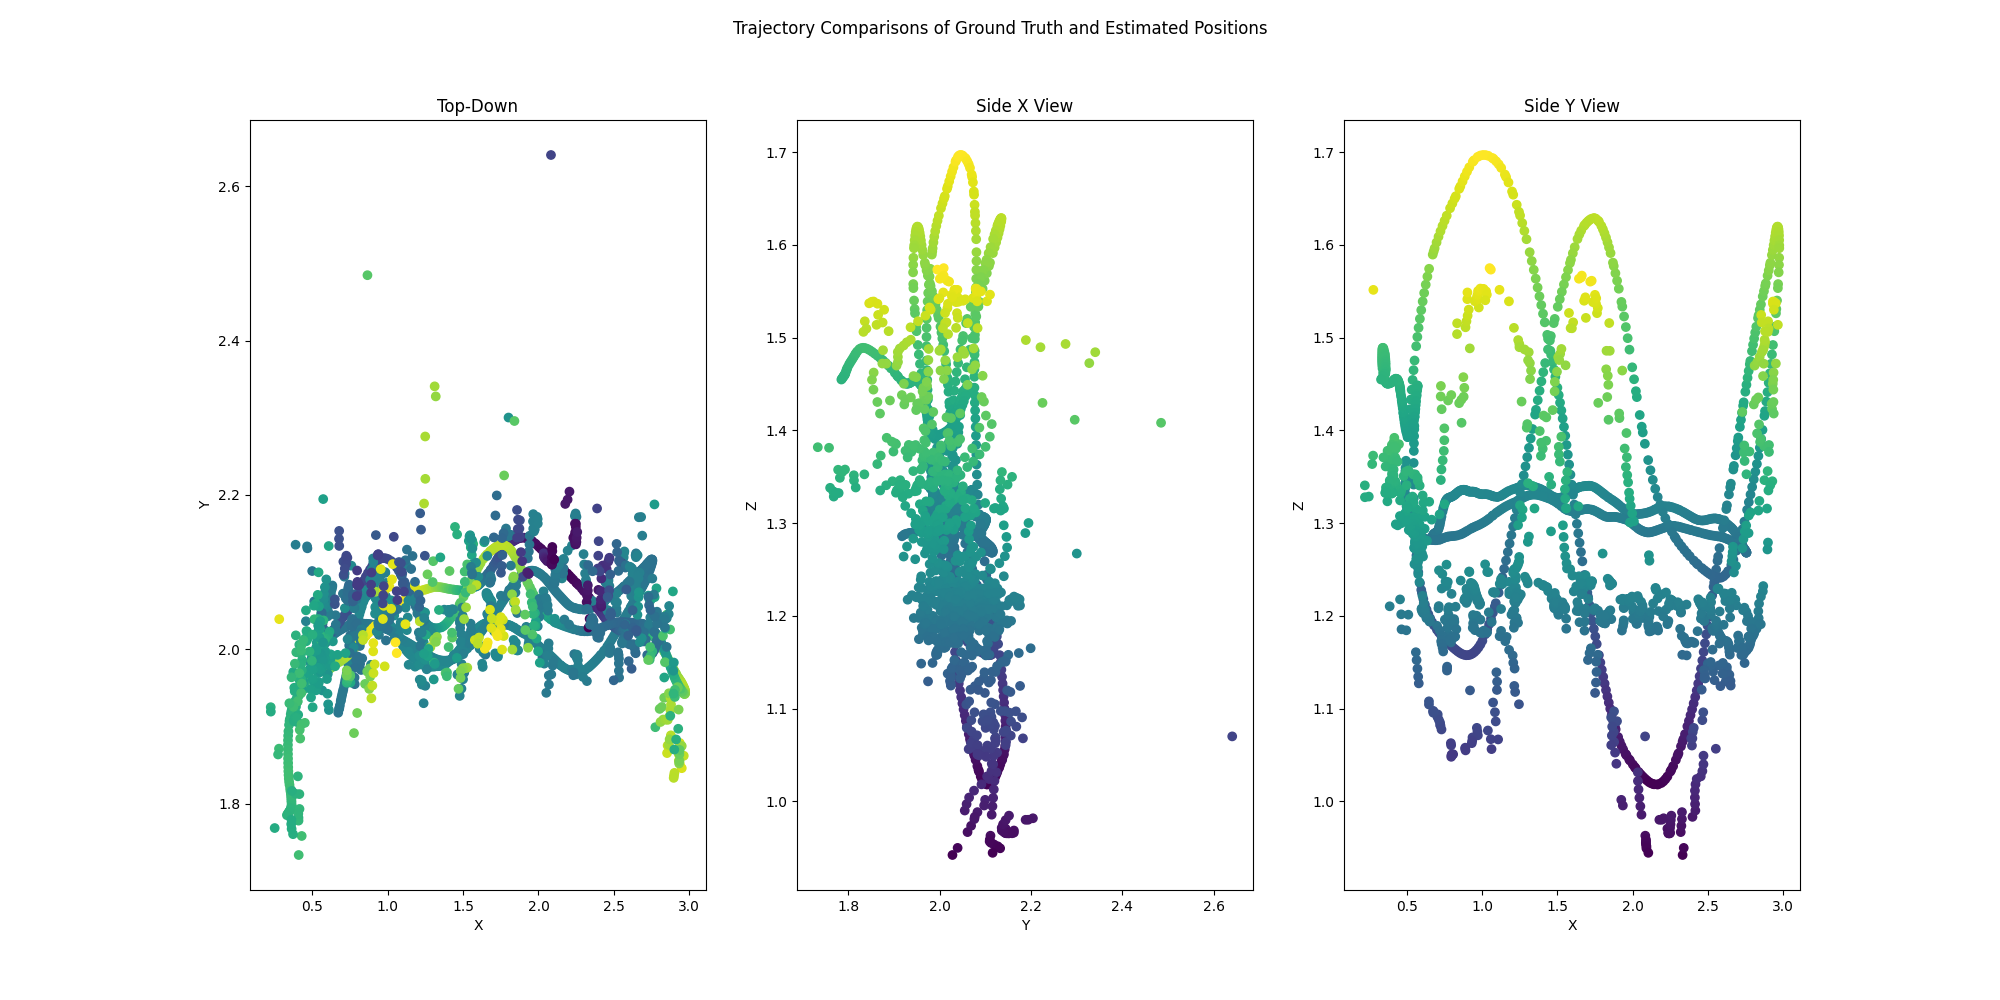 Trajectory Comparisons of Ground Truth and Estimated Positions
Top-Down
Side X View
Side Y View
2.6
2.4
2.2
2.0
1.8
Y
0.5 1.0 1.5 2.0 2.5 3.0
X
1.7
1.6
1.5
1.4
1.3
1.2
1.1
1.0
Z
1.8 2.0 2.2 2.4 2.6
Y
1.7
1.6
1.5
1.4
1.3
1.2
1.1
1.0
Z
0.5 1.0 1.5 2.0 2.5 3.0
X